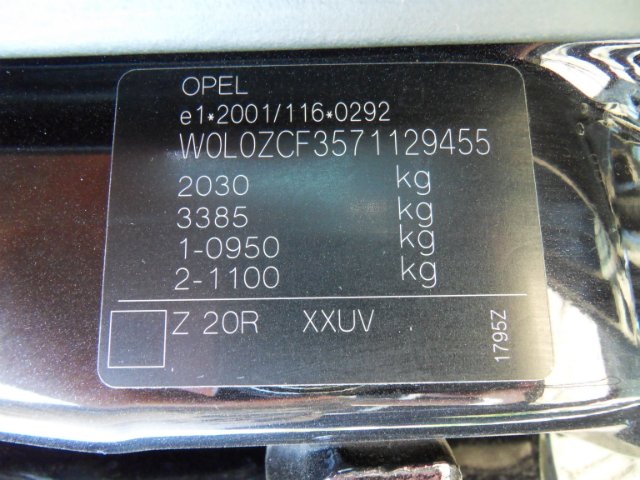 OPEL
e1*2001/116*0292
W0L0ZCF3571129455
2030 kg
3385 kg
1-0950 kg
2-1100 kg
Z 20R XXUV
1795Z